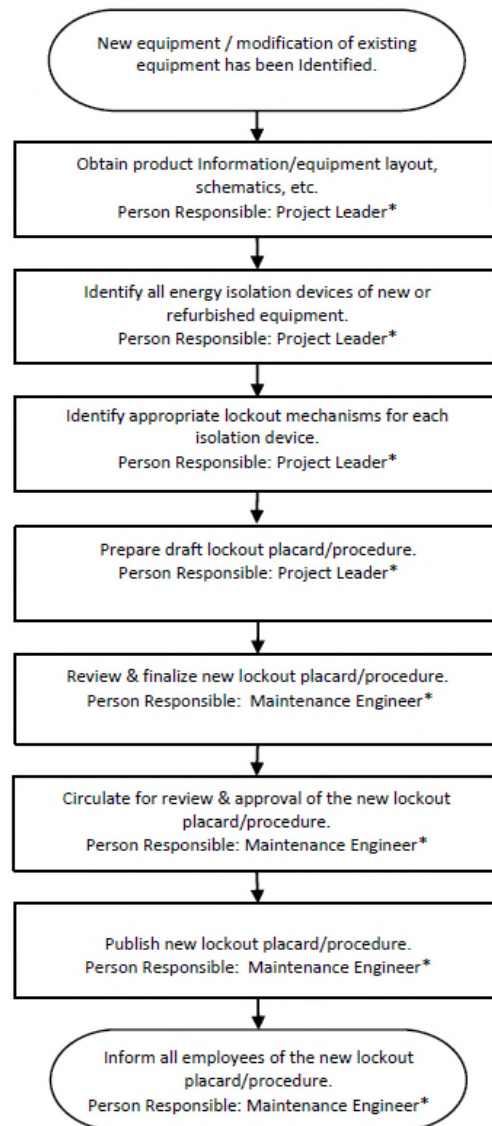 New equipment / modification of existing
equipment has been Identified.
Obtain product Information/equipment layout,
schematics, etc.
Person Responsible: Project Leader*
Identify all energy isolation devices of new or
refurbished equipment.
Person Responsible: Project Leader*
Identify appropriate lockout mechanisms for each
isolation device.
Person Responsible: Project Leader*
Prepare draft lockout placard/procedure.
Person Responsible: Project Leader*
Review & finalize new lockout placard/procedure.
Person Responsible: Maintenance Engineer*
Circulate for review & approval of the new lockout
placard/procedure.
Person Responsible: Maintenance Engineer*
Publish new lockout placard/procedure.
Person Responsible: Maintenance Engineer*
Inform all employees of the new lockout
placard/procedure.
Person Responsible: Maintenance Engineer*